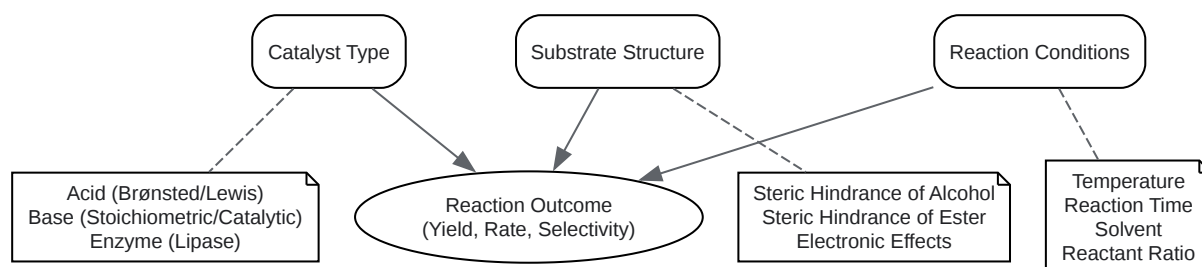 Catalyst Type
Substrate Structure
Reaction Conditions
Acid (Brønsted/Lewis)
Base (Stoichiometric/Catalytic)
Enzyme (Lipase)
Reaction Outcome
(Yield, Rate, Selectivity)
Steric Hindrance of Alcohol
Steric Hindrance of Ester
Electronic Effects
Temperature
Reaction Time
Solvent
Reactant Ratio